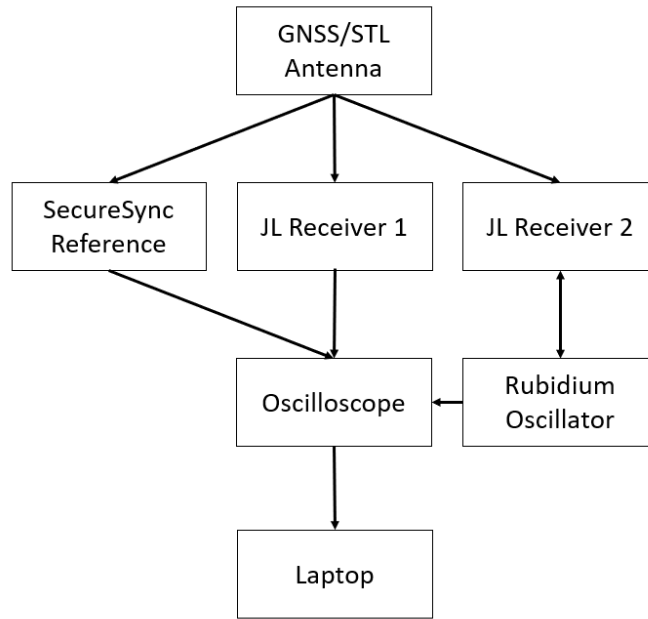 GNSS/STL
Antenna
SecureSync
Reference
JL Receiver 1
JL Receiver 2
Oscilloscope
Rubidium
Oscillator
Laptop